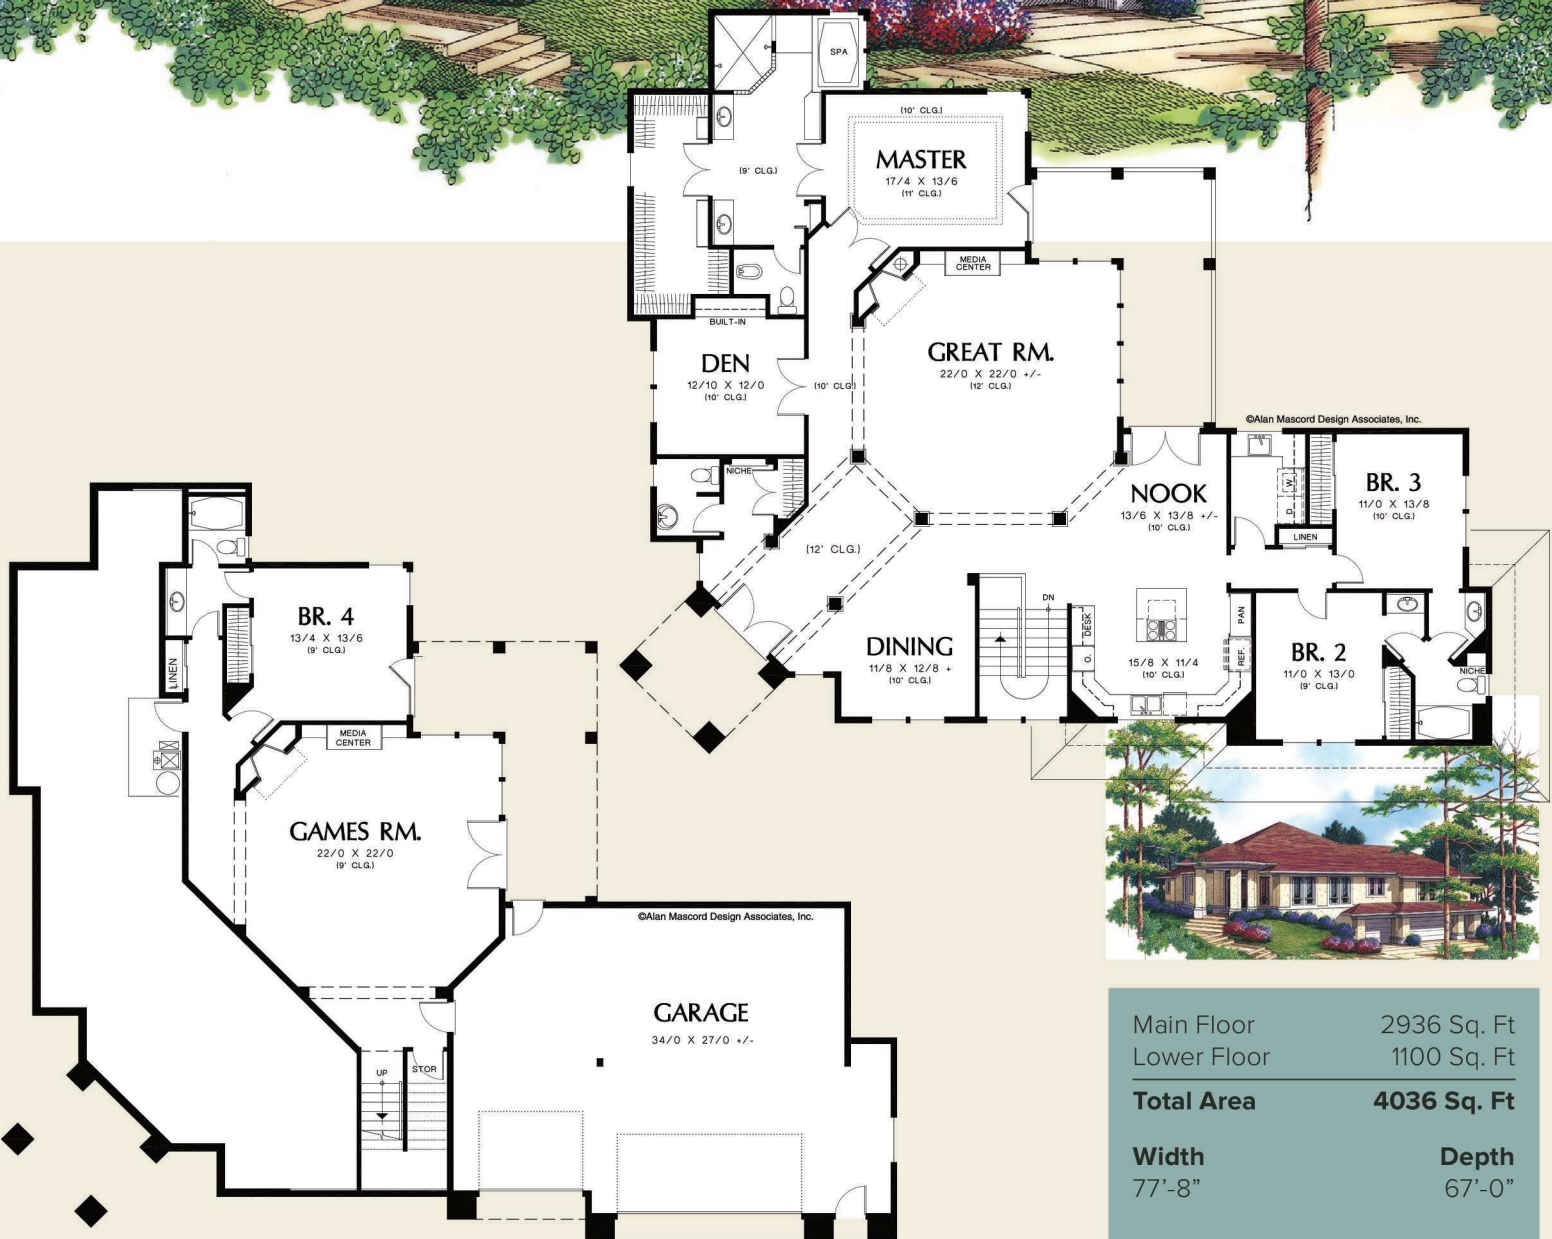 SPA
(10' CLG.)
MASTER
17/4 X 13/6
(11' CLG.)
(9' CLG.)
MEDIA
CENTER
BUILT-IN
DEN
12/10 X 12/0
(10' CLG.)
(10' CLG.)
GREAT RM.
22/0 X 22/0 +/-
(12' CLG.)
©Alan Mascord Design Associates, Inc.
NICHE
NOOK
13/6 X 13/8 +/-
(10' CLG.)
W
D
LINEN
BR. 3
11/0 X 13/8
(10' CLG.)
(12' CLG.)
DN
DINING
11/8 X 12/8 +
(10' CLG.)
DESK
O.
15/8 X 11/4
(10' CLG.)
PAN
REF.
BR. 2
11/0 X 13/0
(9' CLG.)
NICHE
BR. 4
13/4 X 13/6
(9' CLG.)
LINEN
MEDIA
CENTER
GAMES RM.
22/0 X 22/0
(9' CLG.)
©Alan Mascord Design Associates, Inc.
GARAGE
34/0 X 27/0 +/-
UP
STOR
Main Floor 2936 Sq. Ft
Lower Floor 1100 Sq. Ft
Total Area 4036 Sq. Ft
Width Depth
77'-8” 67'-0”